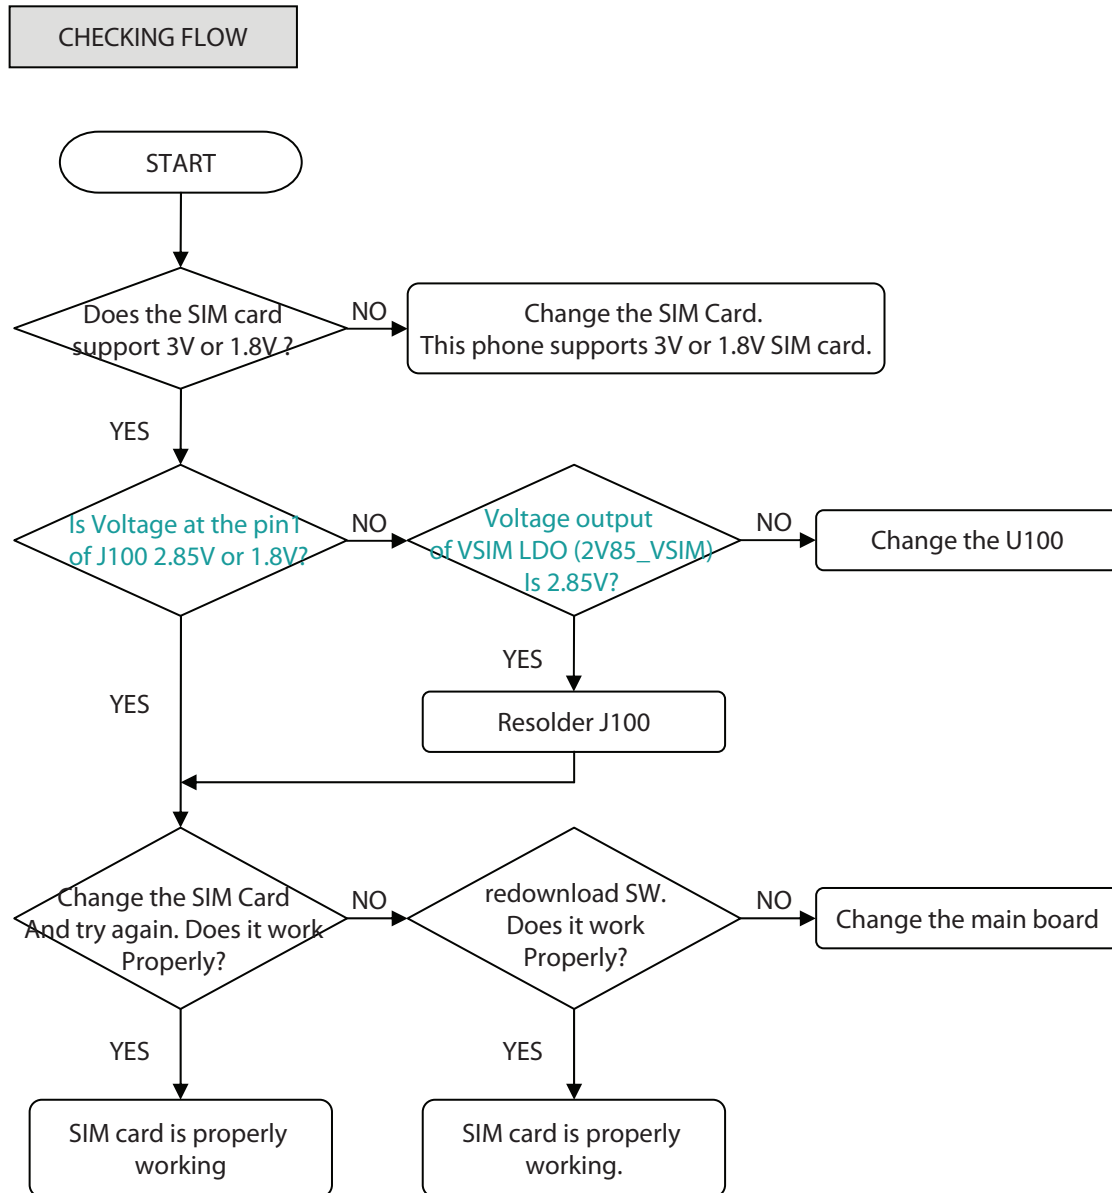 CHECKING FLOW
START
Does the SIM card
support 3V or 1.8V ?
NO
Change the SIM Card.
This phone supports 3V or 1.8V SIM card.
YES
Is Voltage at the pin1
of J100 2.85V or 1.8V?
NO
Voltage output
of VSIM LDO (2V85_VSIM)
Is 2.85V?
NO
Change the U100
YES
YES
Resolder J100
Change the SIM Card
And try again. Does it work
Properly?
NO
redownload SW.
Does it work
Properly?
NO
Change the main board
YES
YES
SIM card is properly
working
SIM card is properly
working.